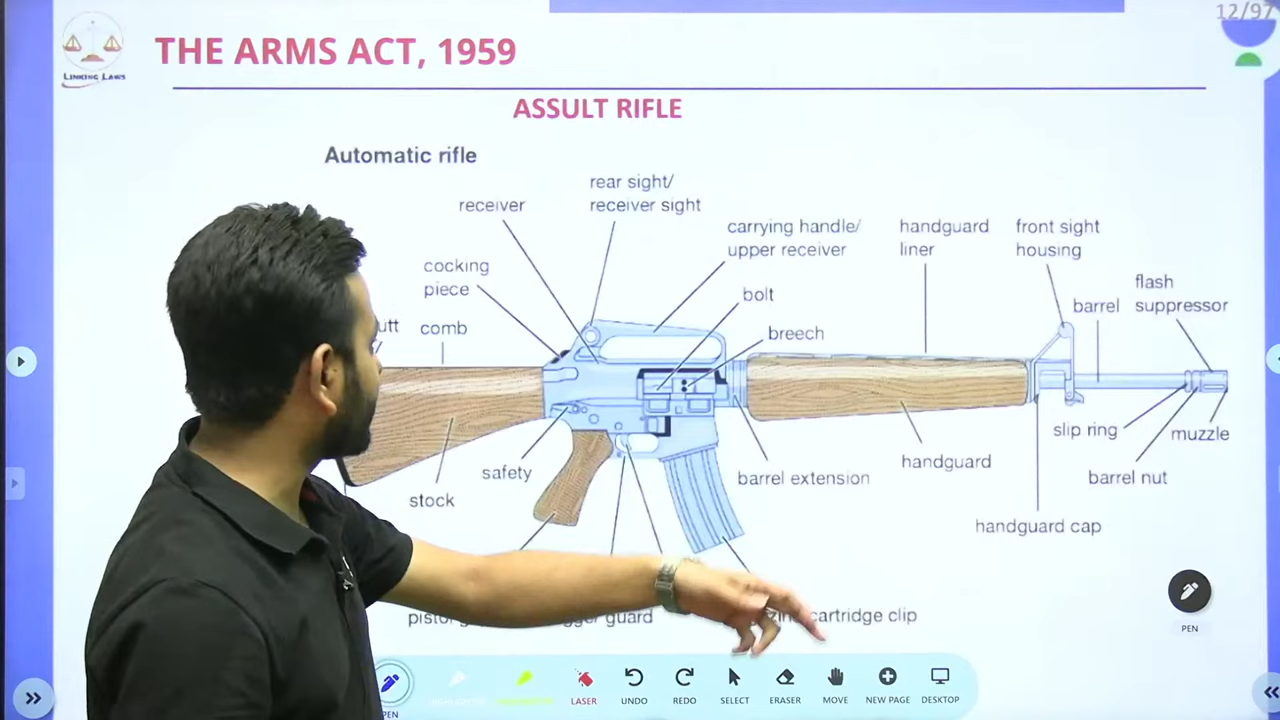 12/97
LINKING LAWS
THE ARMS ACT, 1959
ASSULT RIFLE
Automatic rifle
rear sight/
receiver sight
receiver
carrying handle/
upper receiver
handguard
liner
front sight
housing
cocking
piece
bolt
flash
suppressor
barrel
comb
breech
slip ring
muzzle
handguard
safety
barrel extension
barrel nut
stock
handguard cap
guard
cartridge clip
PEN
PEN
LASER
UNDO
REDO
SELECT
ERASER
MOVE
NEW PAGE
DESKTOP